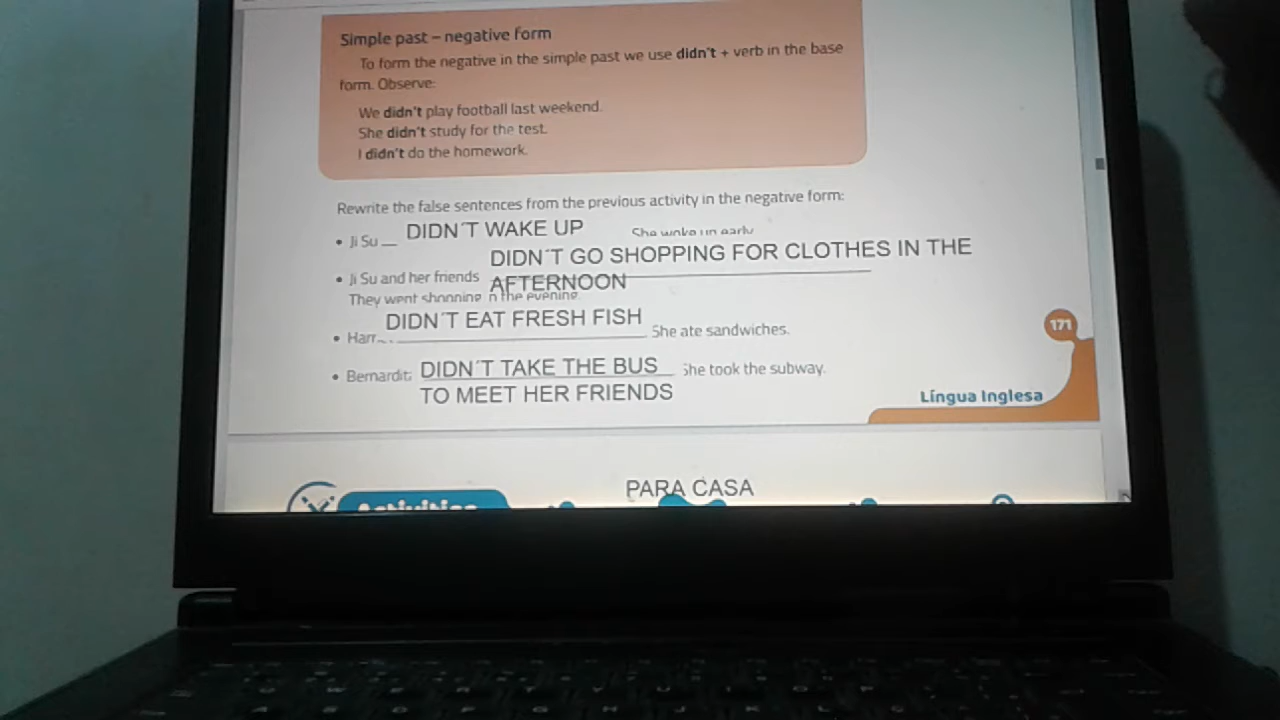 Simple past – negative form
To form the negative in the simple past we use didn't + verb in the base
form. Observe:
We didn't play football last weekend.
She didn't study for the test.
I didn't do the homework.
Rewrite the false sentences from the previous activity in the negative form:
• Ji Su __ DIDN´T WAKE UP She woke up early
DIDN´T GO SHOPPING FOR CLOTHES IN THE
• Ji Su and her friends AFTERNOON
They went shopping in the evening.
DIDN´T EAT FRESH FISH
• She ate sandwiches.
171
• DIDN´T TAKE THE BUS She took the subway.
TO MEET HER FRIENDS
Língua Inglesa
PARA CASA
Activities